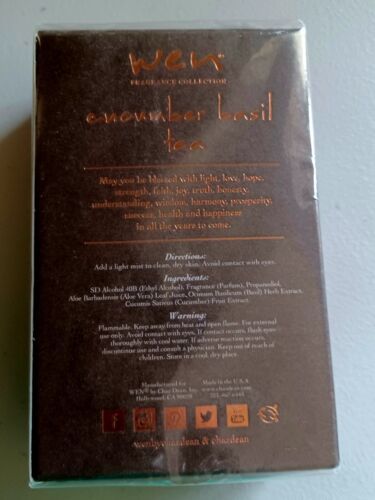 wen
FRAGRANCE COLLECTION
cucumber basil
tea
May you be blessed with light, love, hope,
strength, faith, joy, truth, honesty,
understanding, wisdom, harmony, prosperity,
success, health and happiness
in all the years to come.
Directions:
Add a light mist to clean, dry skin. Avoid contact with eyes.
Ingredients:
SD Alcohol 40B (Ethyl Alcohol), Fragrance (Parfum), Propanediol,
Aloe Barbadensis (Aloe Vera) Leaf Juice, Ocimum Basilicum (Basil) Herb Extract,
Cucumis Sativus (Cucumber) Fruit Extract.
Warning:
Flammable. Keep away from heat and open flame. For external
use only. Avoid contact with eyes. If contact occurs, flush eyes
thoroughly with cool water. If adverse reaction occurs,
discontinue use and consult a physician. Keep out of reach of
children. Store in a cool, dry place.
Manufactured for
WEN® by Chaz Dean, Inc.
Hollywood, CA 90028
Made in the U.S.A.
www.chazdean.com
wenbychazdean & chazdean